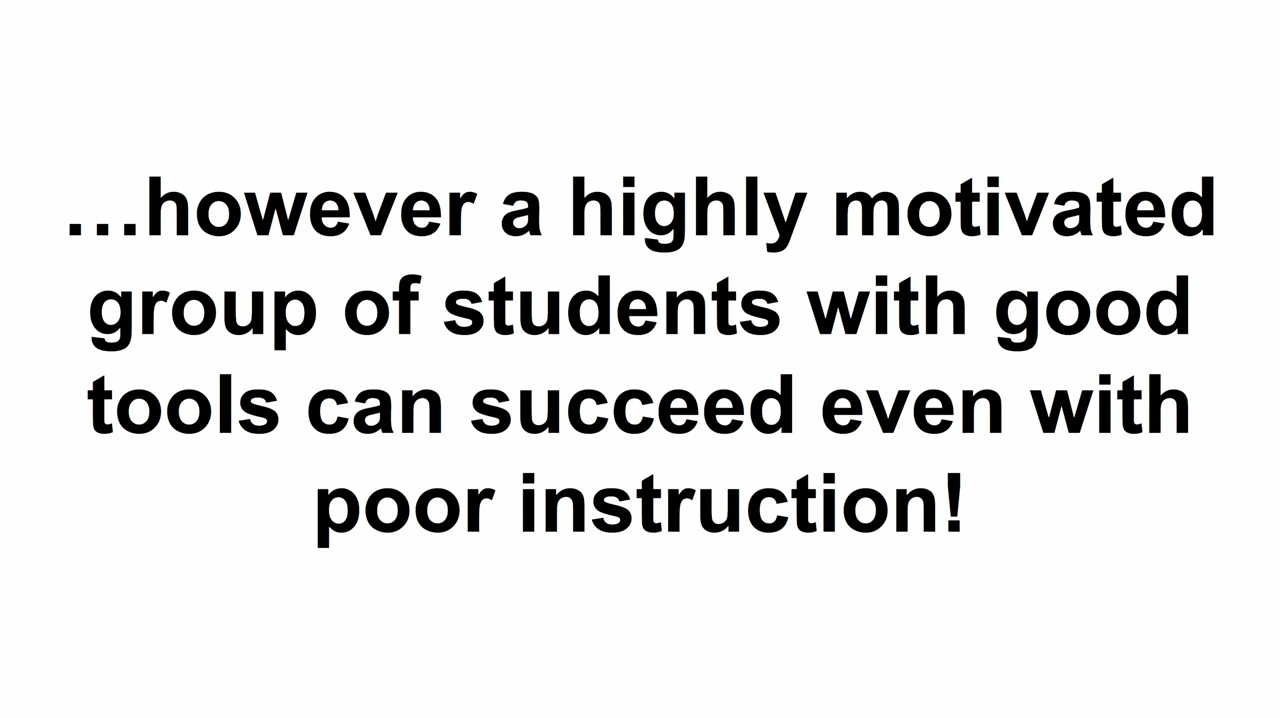 …however a highly motivated
group of students with good
tools can succeed even with
poor instruction!